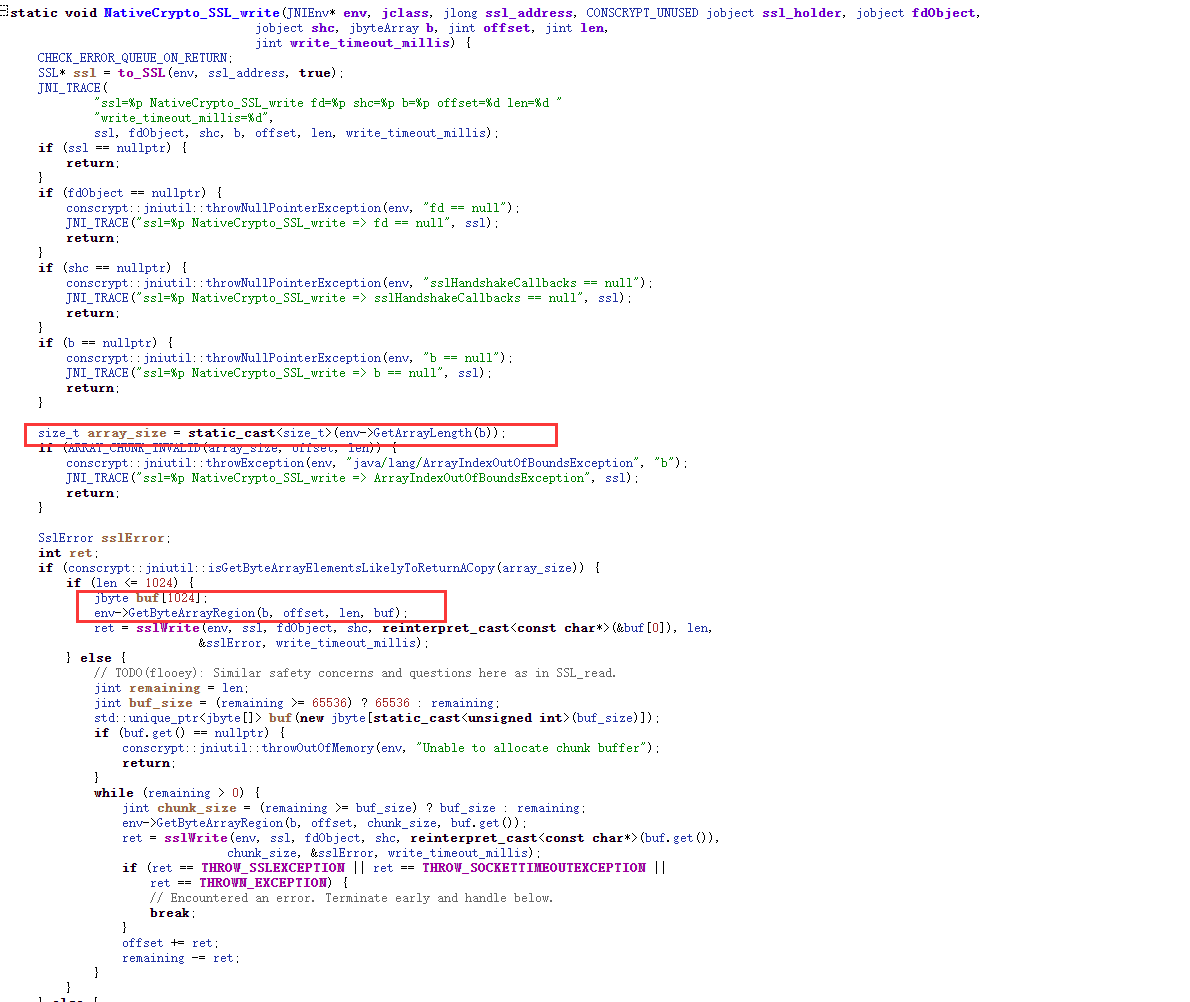 static void NativeCrypto_SSL_write(JNIEnv* env, jclass, jlong ssl_address, CONSCRYPT_UNUSED jobject ssl_holder, jobject fdObject,
jobject shc, jbyteArray b, jint offset, jint len,
jint write_timeout_millis) {
CHECK_ERROR_QUEUE_ON_RETURN;
SSL* ssl = to_SSL(env, ssl_address, true);
JNI_TRACE(
"ssl=%p NativeCrypto_SSL_write fd=%p shc=%p b=%p offset=%d len=%d "
"write_timeout_millis=%d",
ssl, fdObject, shc, b, offset, len, write_timeout_millis);
if (ssl == nullptr) {
return;
}
if (fdObject == nullptr) {
conscrypt::jniutil::throwNullPointerException(env, "fd == null");
JNI_TRACE("ssl=%p NativeCrypto_SSL_write => fd == null", ssl);
return;
}
if (shc == nullptr) {
conscrypt::jniutil::throwNullPointerException(env, "sslHandshakeCallbacks == null");
JNI_TRACE("ssl=%p NativeCrypto_SSL_write => sslHandshakeCallbacks == null", ssl);
return;
}
if (b == nullptr) {
conscrypt::jniutil::throwNullPointerException(env, "b == null");
JNI_TRACE("ssl=%p NativeCrypto_SSL_write => b == null", ssl);
return;
}
size_t array_size = static_cast<size_t>(env->GetArrayLength(b));
if (ARRAY_CHUNK_INVALID(array_size, offset, len)) {
conscrypt::jniutil::throwException(env, "java/lang/ArrayIndexOutOfBoundsException", "b");
JNI_TRACE("ssl=%p NativeCrypto_SSL_write => ArrayIndexOutOfBoundsException", ssl);
return;
}
SslError sslError;
int ret;
if (conscrypt::jniutil::isGetByteArrayElementsLikelyToReturnACopy(array_size)) {
if (len <= 1024) {
jbyte buf[1024];
env->GetByteArrayRegion(b, offset, len, buf);
ret = sslWrite(env, ssl, fdObject, shc, reinterpret_cast<const char*>(&buf[0]), len,
&sslError, write_timeout_millis);
} else {
// TODO(flooey): Similar safety concerns and questions here as in SSL_read.
jint remaining = len;
jint buf_size = (remaining >= 65536) ? 65536 : remaining;
std::unique_ptr<jbyte[]> buf(new jbyte[static_cast<unsigned int>(buf_size)]);
if (buf.get() == nullptr) {
conscrypt::jniutil::throwOutOfMemory(env, "Unable to allocate chunk buffer");
return;
}
while (remaining > 0) {
jint chunk_size = (remaining >= buf_size) ? buf_size : remaining;
env->GetByteArrayRegion(b, offset, chunk_size, buf.get());
ret = sslWrite(env, ssl, fdObject, shc, reinterpret_cast<const char*>(buf.get()),
chunk_size, &sslError, write_timeout_millis);
if (ret == THROW_SSLEXCEPTION || ret == THROW_SOCKETTIMEOUTEXCEPTION ||
ret == THROWN_EXCEPTION) {
// Encountered an error. Terminate early and handle below.
break;
}
offset += ret;
remaining -= ret;
}
}
} else {